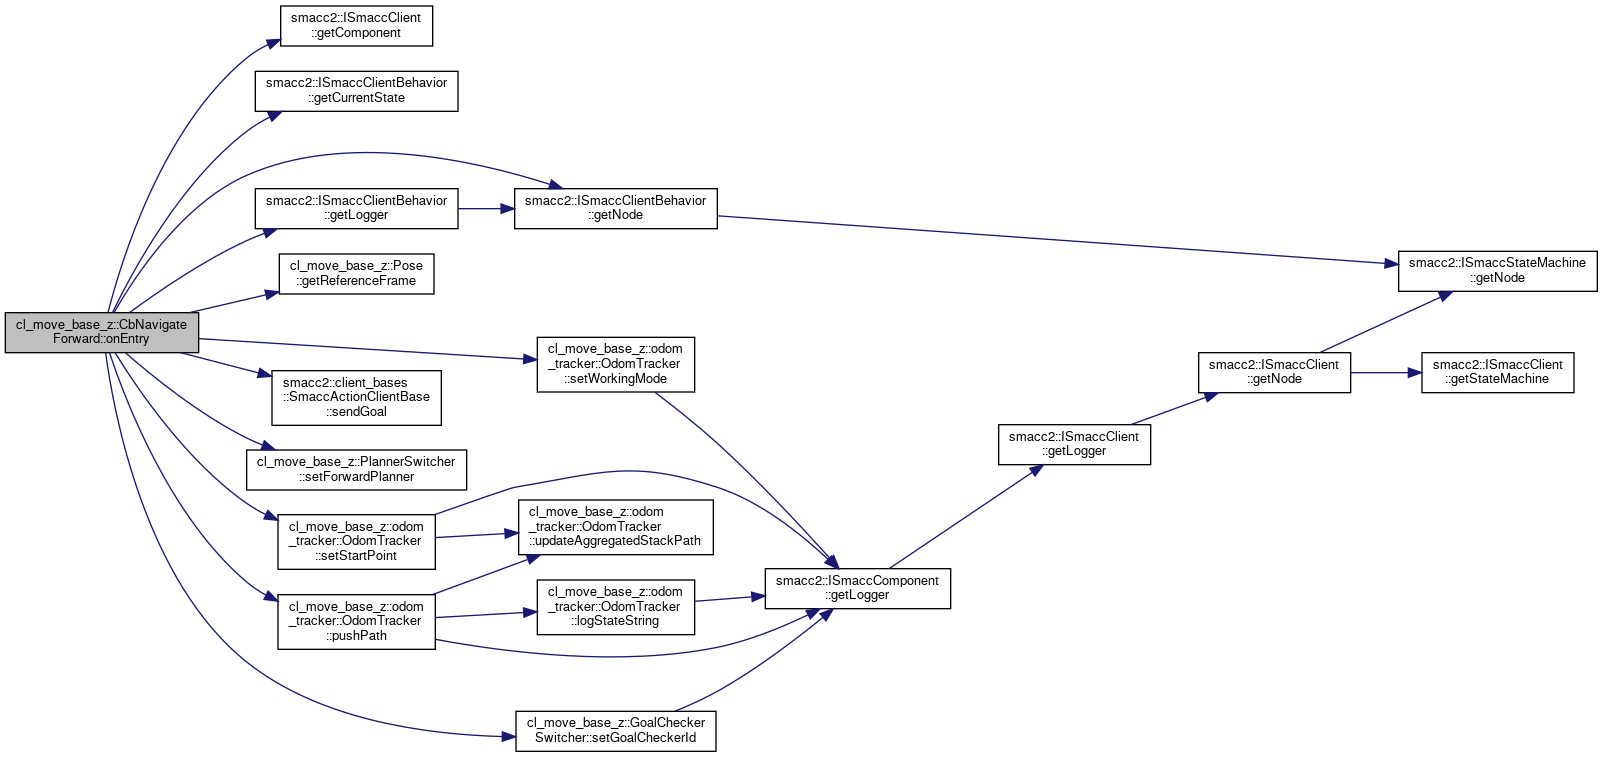 smacc2::ISmaccClient
::getComponent
smacc2::ISmaccClientBehavior
::getCurrentState
smacc2::ISmaccClientBehavior
::getLogger
smacc2::ISmaccClientBehavior
::getNode
cl_move_base_z::Pose
::getReferenceFrame
smacc2::ISmaccStateMachine
::getNode
cl_move_base_z::CbNavigate
Forward::onEntry
cl_move_base_z::odom
_tracker::OdomTracker
::setWorkingMode
smacc2::ISmaccClient
::getNode
smacc2::ISmaccClient
::getStateMachine
smacc2::client_bases
::SmaccActionClientBase
::sendGoal
smacc2::ISmaccClient
::getLogger
cl_move_base_z::PlannerSwitcher
::setForwardPlanner
cl_move_base_z::odom
_tracker::OdomTracker
::setStartPoint
cl_move_base_z::odom
_tracker::OdomTracker
::updateAggregatedStackPath
smacc2::ISmaccComponent
::getLogger
cl_move_base_z::odom
_tracker::OdomTracker
::logStateString
cl_move_base_z::odom
_tracker::OdomTracker
::pushPath
cl_move_base_z::GoalChecker
Switcher::setGoalCheckerId